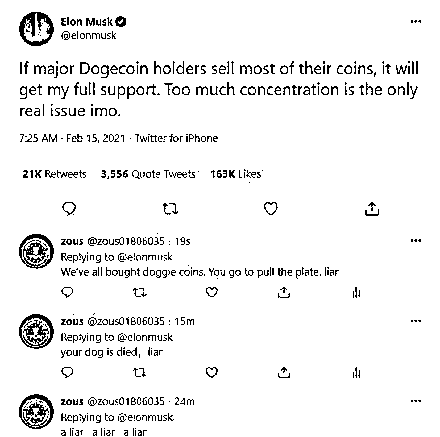 Elon Musk
@elonmusk
If major Dogecoin holders sell most of their coins, it will
get my full support. Too much concentration is the only
real issue imo.
7:25 AM · Feb 15, 2021 · Twitter for iPhone
21K Retweets 3,556 Quote Tweets 163K Likes
zous @zous01806035 · 19s
Replying to @elonmusk
We've all bought doggie coins. You go to pull the plate. liar
zous @zous01806035 · 15m
Replying to @elonmusk
your dog is died, liar
zous @zous01806035 · 24m
Replying to @elonmusk
a liar a liar a liar